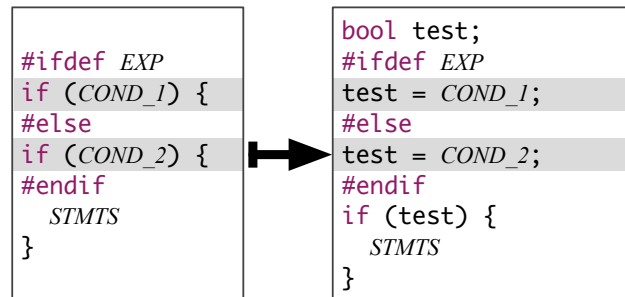 #ifdef EXP
if (COND_1) {
#else
if (COND_2) {
#endif
STMTS
}
bool test;
#ifdef EXP
test = COND_1;
#else
test = COND_2;
#endif
if (test) {
STMTS
}